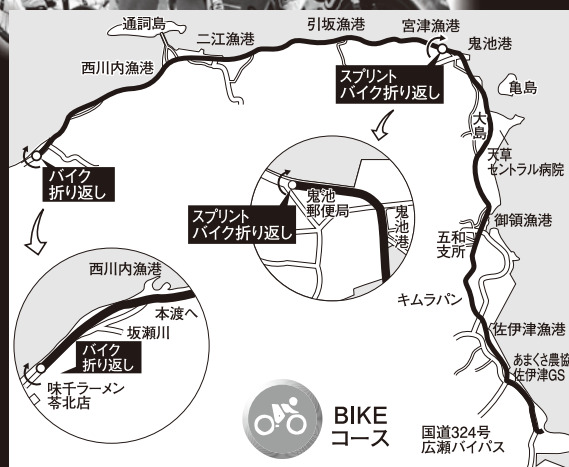 通詞島
二江漁港
引坂漁港
宮津漁港
鬼池港
西川内漁港
スプリント
バイク折り返し
亀島
大島
天草
セントラル病院
バイク
折り返し
鬼池
郵便局
スプリント
バイク折り返し
鬼池港
御領漁港
五和
支所
西川内漁港
本渡へ
坂瀬川
バイク
折り返し
味千ラーメン
苓北店
キムラパン
佐伊津漁港
あまくさ農協
佐伊津GS
BIKE
コース
国道324号
広瀬バイパス